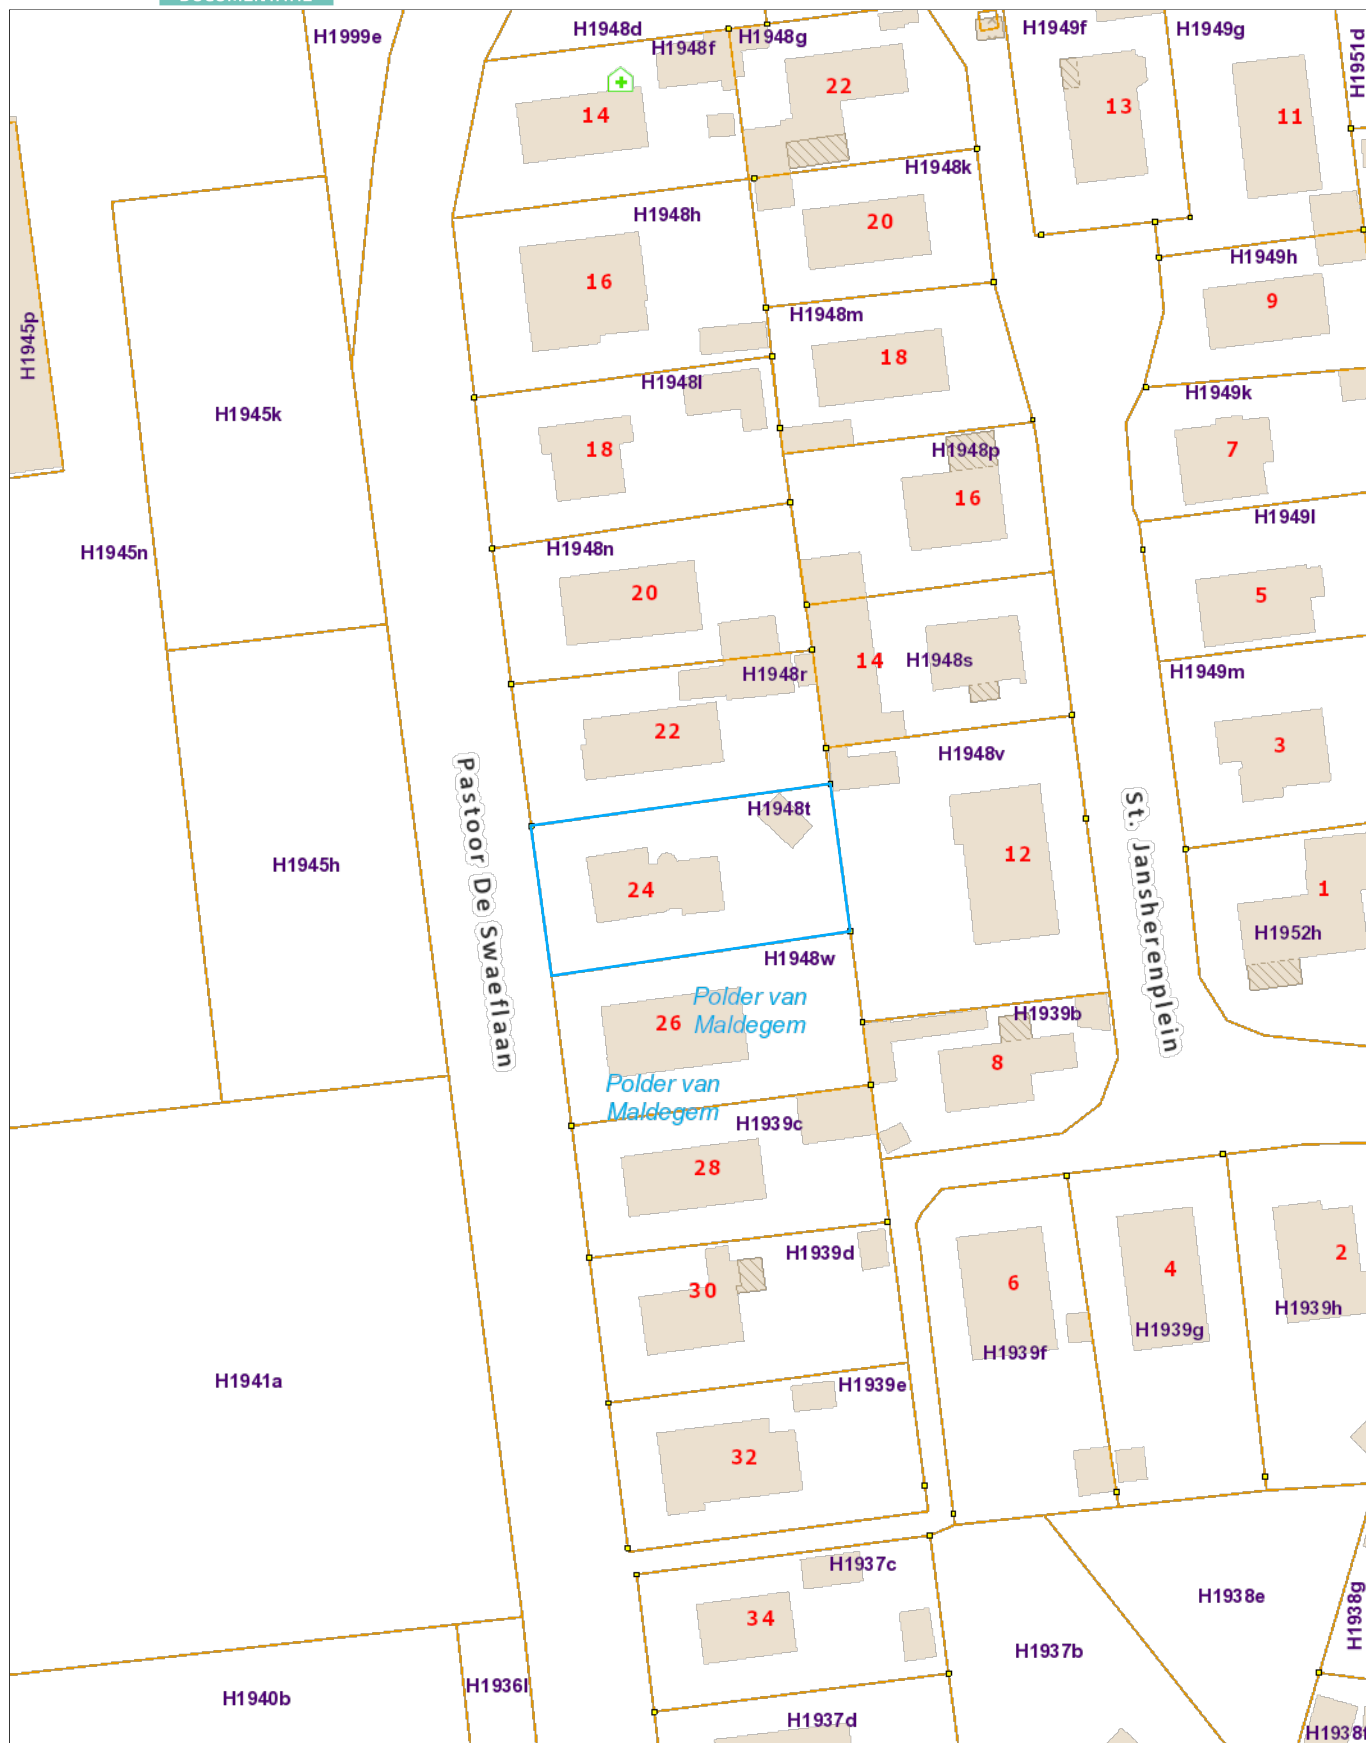 H1999e
H1948d
H1948f
H1948g
H1949f
H1949g
H1951d
14
22
13
11
H1948k
H1948h
20
16
H1949h
9
H1948m
H1945p
18
H1948l
H1949k
H1945k
18
H1948p
7
16
H1949l
H1945n
H1948n
20
5
14
H1948s
H1948r
H1949m
22
3
H1948v
Pastoor De Swaeflaan
St. Jansherenplein
H1948t
12
H1945h
24
1
H1952h
H1948w
Polder van
Maldegem
26
H1939b
8
Polder van
Maldegem
H1939c
28
H1939d
2
4
6
30
H1939h
H1939g
H1939f
H1941a
H1939e
32
H1937c
H1938e
H1938g
34
H1937b
H1936l
H1940b
H1937d